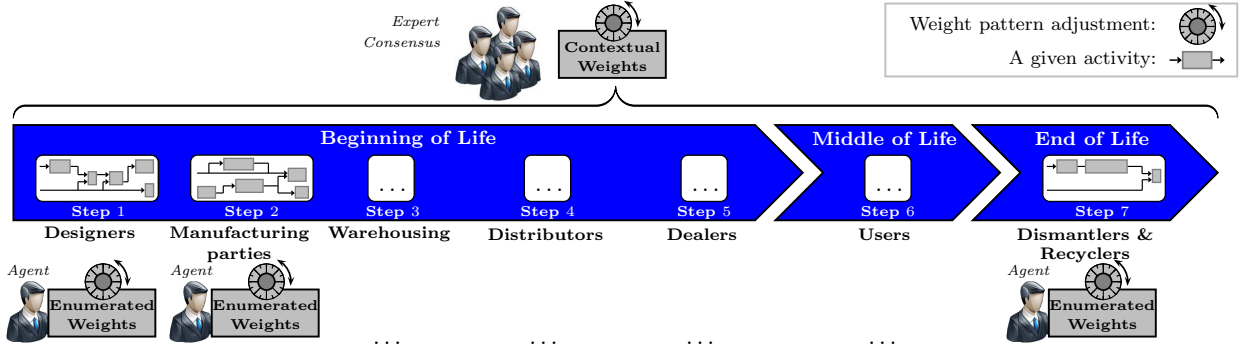 Expert
Consensus
Contextual
Weights
Weight pattern adjustment:
A given activity:
Beginning of Life
Middle of Life
End of Life
...
...
...
...
Step 1
Step 2
Step 3
Step 4
Step 5
Step 6
Step 7
Designers
Manufacturing
parties
Warehousing
Distributors
Dealers
Users
Dismantlers &
Recyclers
Agent
Enumerated
Weights
Agent
Enumerated
Weights
Agent
Enumerated
Weights
...
...
...
...